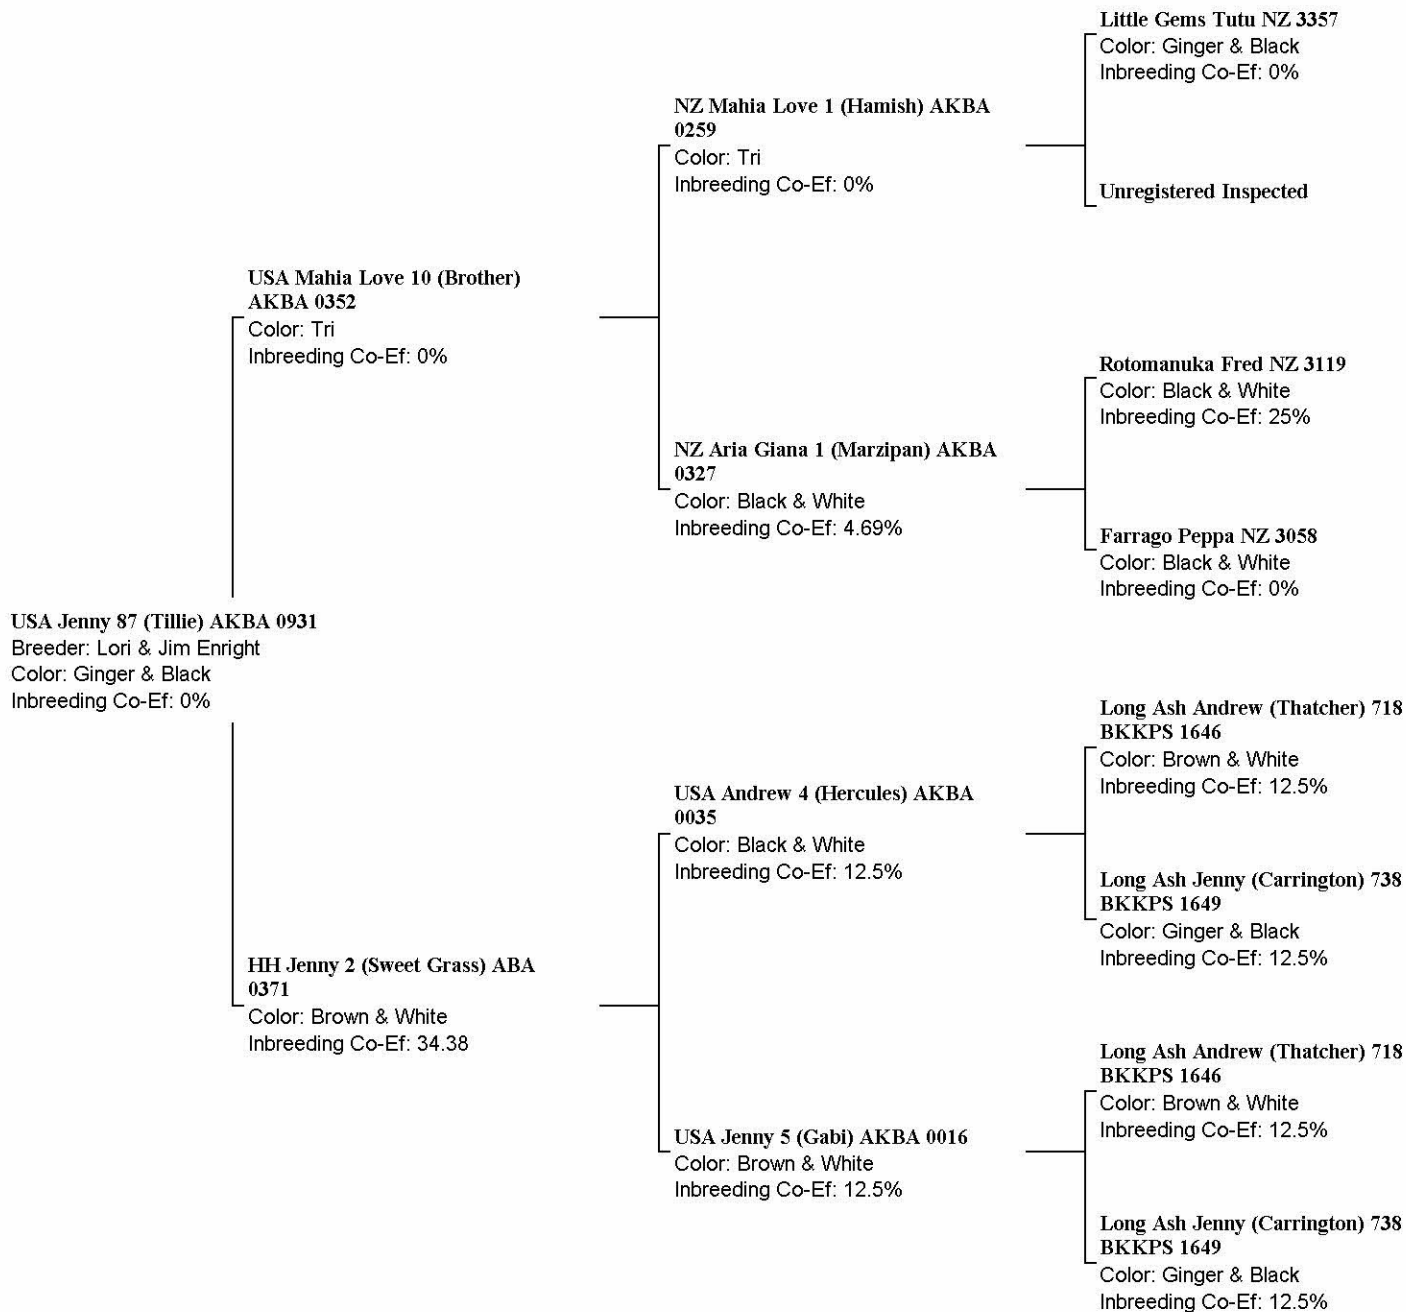 Little Gems Tutu NZ 3357
Color: Ginger & Black
Inbreeding Co-Ef: 0%
NZ Mahia Love 1 (Hamish) AKBA
0259
Color: Tri
Inbreeding Co-Ef: 0%
Unregistered Inspected
USA Mahia Love 10 (Brother)
AKBA 0352
Color: Tri
Inbreeding Co-Ef: 0%
Rotomanuka Fred NZ 3119
Color: Black & White
Inbreeding Co-Ef: 25%
NZ Aria Giana 1 (Marzipan) AKBA
0327
Color: Black & White
Inbreeding Co-Ef: 4.69%
Farrago Peppa NZ 3058
Color: Black & White
Inbreeding Co-Ef: 0%
USA Jenny 87 (Tillie) AKBA 0931
Breeder: Lori & Jim Enright
Color: Ginger & Black
Inbreeding Co-Ef: 0%
Long Ash Andrew (Thatcher) 718
BKKPS 1646
Color: Brown & White
Inbreeding Co-Ef: 12.5%
USA Andrew 4 (Hercules) AKBA
0035
Color: Black & White
Inbreeding Co-Ef: 12.5%
Long Ash Jenny (Carrington) 738
BKKPS 1649
Color: Ginger & Black
Inbreeding Co-Ef: 12.5%
HH Jenny 2 (Sweet Grass) ABA
0371
Color: Brown & White
Inbreeding Co-Ef: 34.38
Long Ash Andrew (Thatcher) 718
BKKPS 1646
Color: Brown & White
Inbreeding Co-Ef: 12.5%
USA Jenny 5 (Gabi) AKBA 0016
Color: Brown & White
Inbreeding Co-Ef: 12.5%
Long Ash Jenny (Carrington) 738
BKKPS 1649
Color: Ginger & Black
Inbreeding Co-Ef: 12.5%